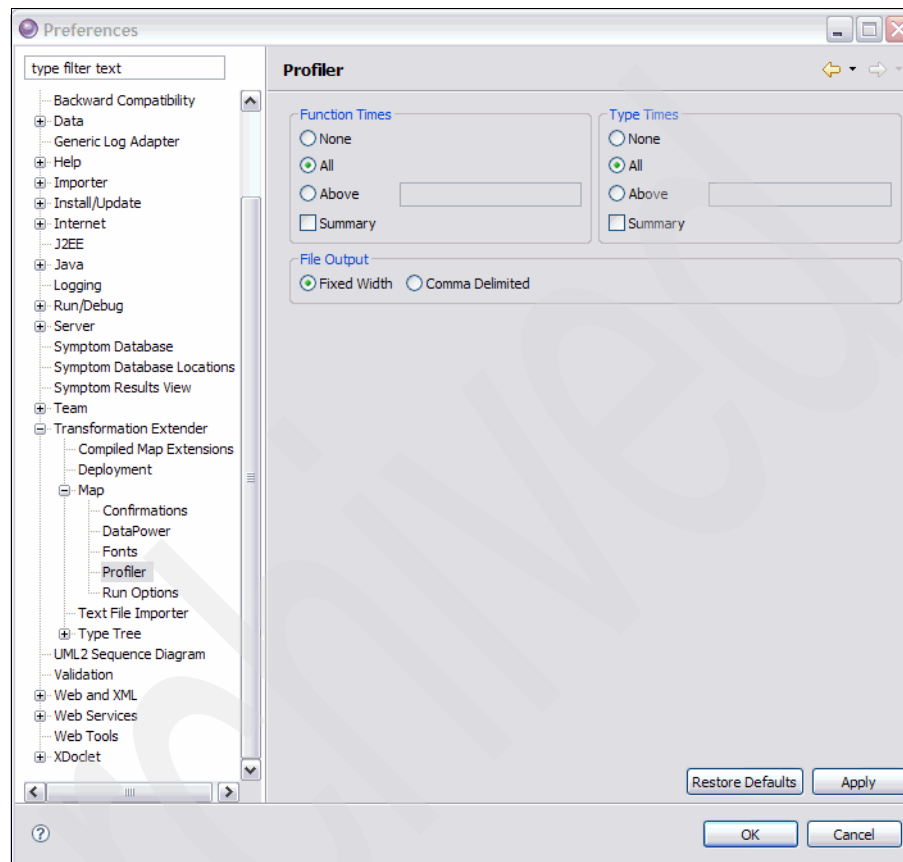 Preferences
type filter text
Backward Compatibility
Data
Generic Log Adapter
Help
Importer
Install/Update
Internet
J2EE
Java
Logging
Run/Debug
Server
Symptom Database
Symptom Database Locations
Symptom Results View
Team
Transformation Extender
Compiled Map Extensions
Deployment
Map
Confirmations
DataPower
Fonts
Profiler
Run Options
Text File Importer
Type Tree
UML2 Sequence Diagram
Validation
Web and XML
Web Services
Web Tools
XDoclet
Profiler
Function Times
None
All
Above
Summary
Type Times
None
All
Above
Summary
File Output
Fixed Width Comma Delimited
Restore Defaults Apply
OK Cancel